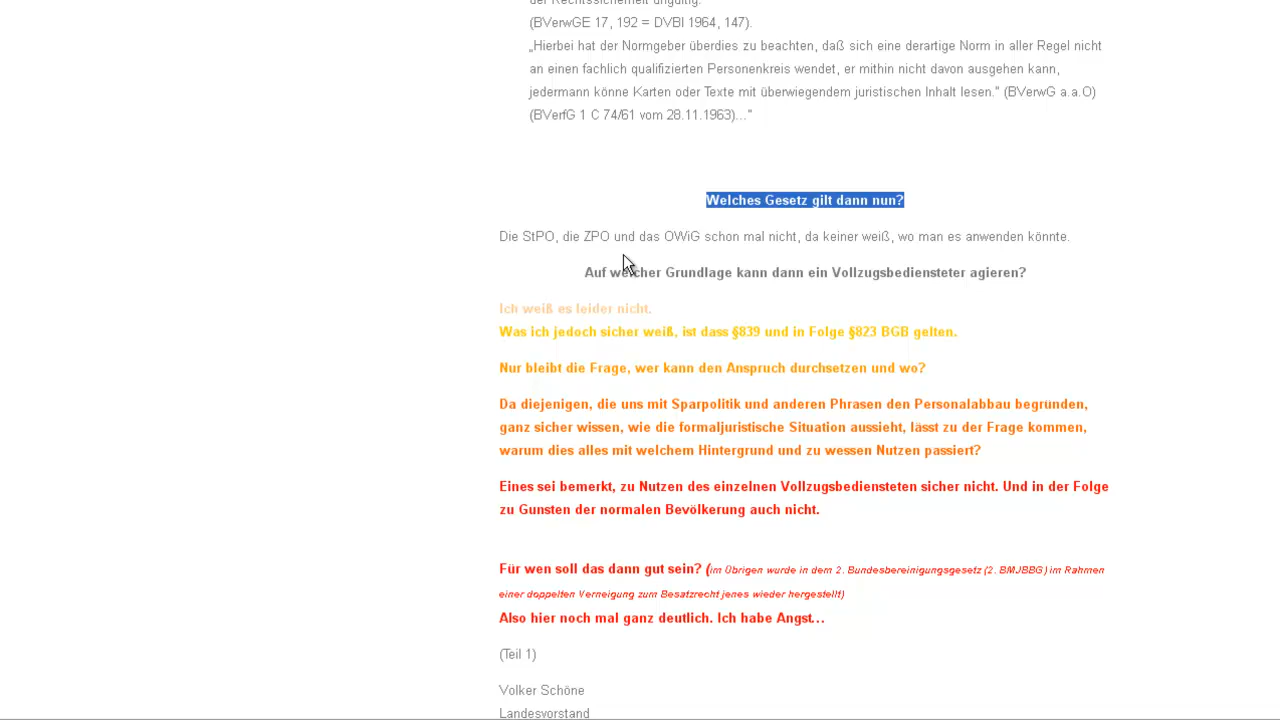 der Rechtssicherheit ungültig.
(BVerwGE 17, 192 = DVBl 1964, 147).
„Hierbei hat der Normgeber überdies zu beachten, daß sich eine derartige Norm in aller Regel nicht
an einen fachlich qualifizierten Personenkreis wendet, er mithin nicht davon ausgehen kann,
jedermann könne Karten oder Texte mit überwiegendem juristischen Inhalt lesen.“ (BVerwG a.a.O)
(BVerfG 1 C 74/61 vom 28.11.1963)...“
Welches Gesetz gilt dann nun?
Die StPO, die ZPO und das OWiG schon mal nicht, da keiner weiß, wo man es anwenden könnte.
Auf welcher Grundlage kann dann ein Vollzugsbediensteter agieren?
Ich weiß es leider nicht.
Was ich jedoch sicher weiß, ist dass §839 und in Folge §823 BGB gelten.
Nur bleibt die Frage, wer kann den Anspruch durchsetzen und wo?
Da diejenigen, die uns mit Sparpolitik und anderen Phrasen den Personalabbau begründen,
ganz sicher wissen, wie die formaljuristische Situation aussieht, lässt zu der Frage kommen,
warum dies alles mit welchem Hintergrund und zu wessen Nutzen passiert?
Eines sei bemerkt, zu Nutzen des einzelnen Vollzugsbediensteten sicher nicht. Und in der Folge
zu Gunsten der normalen Bevölkerung auch nicht.
Für wen soll das dann gut sein? (im Übrigen wurde in dem 2. Bundesbereinigungsgesetz (2. BMJBBG) im Rahmen
einer doppelten Verneigung zum Besatzrecht jenes wieder hergestellt)
Also hier noch mal ganz deutlich. Ich habe Angst...
(Teil 1)
Volker Schöne
Landesvorstand